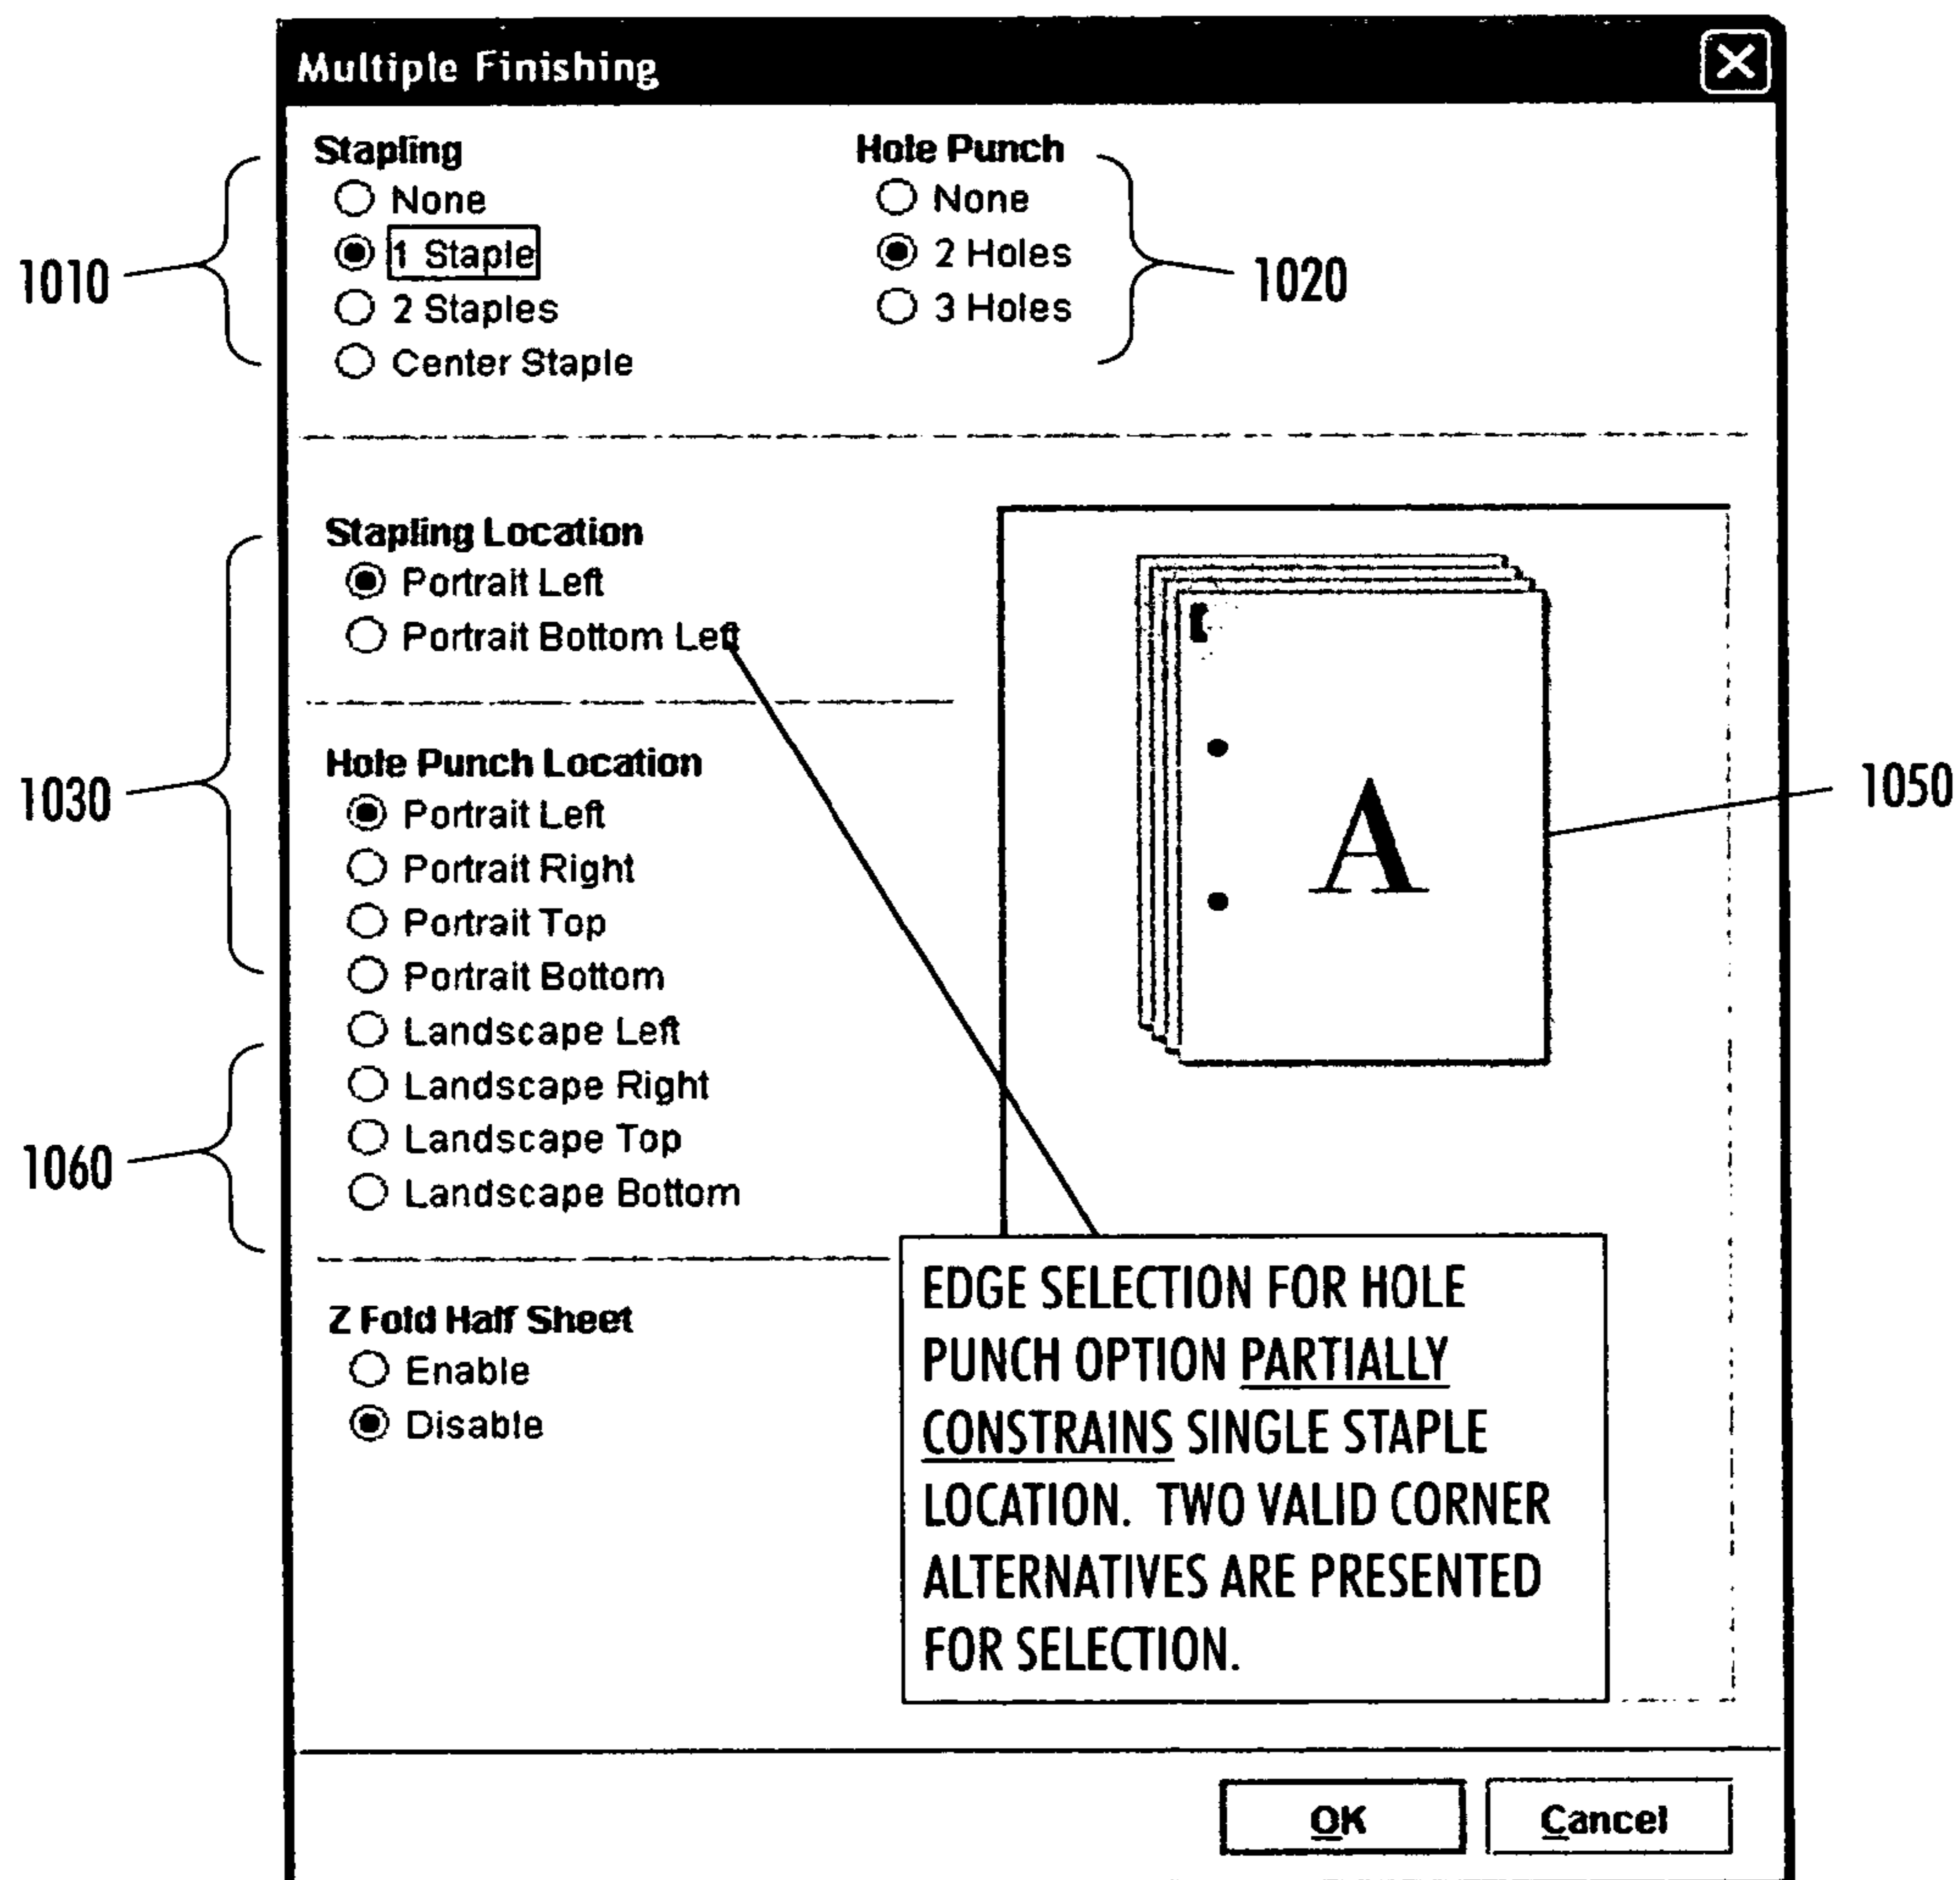 Multiple Finishing
Stapling
None
1 Staple
2 Staples
Center Staple
1010
Hole Punch
None
2 Holes
3 Holes
1020
Stapling Location
Portrait Left
Portrait Bottom Left
Hole Punch Location
Portrait Left
Portrait Right
Portrait Top
Portrait Bottom
Landscape Left
Landscape Right
Landscape Top
Landscape Bottom
1030
1060
A
1050
Z Fold Half Sheet
Enable
Disable
EDGE SELECTION FOR HOLE
PUNCH OPTION PARTIALLY
CONSTRAINS SINGLE STAPLE
LOCATION. TWO VALID CORNER
ALTERNATIVES ARE PRESENTED
FOR SELECTION.
OK
Cancel